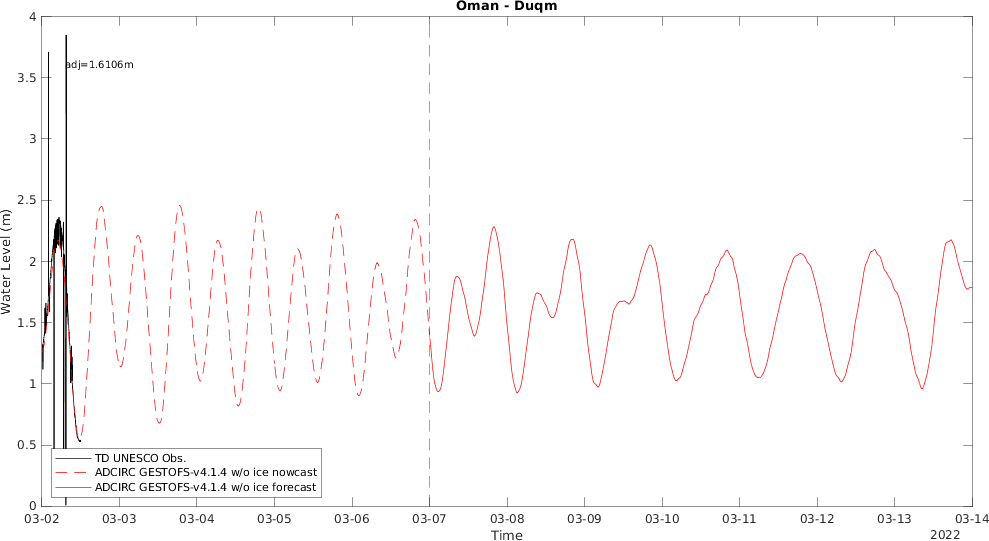 Oman - Duqm
adj=1.6106m
Water Level (m)
4
3.5
3
2.5
2
1.5
1
0.5
0
TD UNESCO Obs.
ADCIRC GESTOFS-v4.1.4 w/o ice nowcast
ADCIRC GESTOFS-v4.1.4 w/o ice forecast
03-02 03-03 03-04 03-05 03-06 03-07 03-08 03-09 03-10 03-11 03-12 03-13 03-14
Time
2022